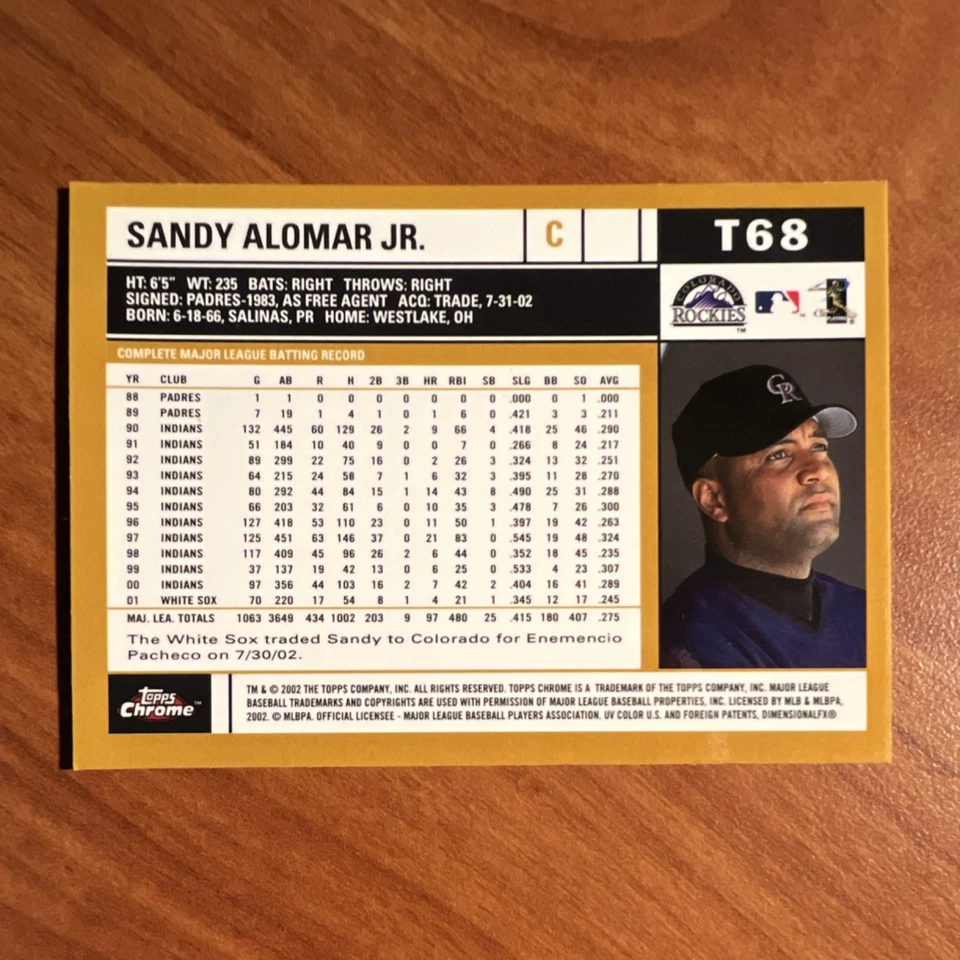 SANDY ALOMAR JR. C T68
HT: 6'5" WT: 235 BATS: RIGHT THROWS: RIGHT
SIGNED: PADRES-1983, AS FREE AGENT ACQ: TRADE, 7-31-02
BORN: 6-18-66, SALINAS, PR HOME: WESTLAKE, OH
COLORADO
ROCKIES
TM
COMPLETE MAJOR LEAGUE BATTING RECORD
YR CLUB G AB R H 2B 3B HR RBI SB SLG BB SO AVG
88 PADRES 1 1 0 0 0 0 0 0 0 .000 0 1 .000
89 PADRES 7 19 1 4 1 0 1 6 0 .421 3 3 .211
90 INDIANS 132 445 60 129 26 2 9 66 4 .418 25 46 .290
91 INDIANS 51 184 10 40 9 0 0 7 0 .266 8 24 .217
92 INDIANS 89 299 22 75 16 0 2 26 3 .324 13 32 .251
93 INDIANS 64 215 24 58 7 1 6 32 3 .395 11 28 .270
94 INDIANS 80 292 44 84 15 1 14 43 8 .490 25 31 .288
95 INDIANS 66 203 32 61 6 0 10 35 3 .478 7 26 .300
96 INDIANS 127 418 53 110 23 0 11 50 1 .397 19 42 .263
97 INDIANS 125 451 63 146 37 0 21 83 0 .545 19 48 .324
98 INDIANS 117 409 45 96 26 2 6 44 0 .352 18 45 .235
99 INDIANS 37 137 19 42 13 0 6 25 0 .533 4 23 .307
00 INDIANS 97 356 44 103 16 2 7 42 2 .404 16 41 .289
01 WHITE SOX 70 220 17 54 8 1 4 21 1 .345 12 17 .245
MAJ. LEA. TOTALS 1063 3649 434 1002 203 9 97 480 25 .415 180 407 .275
The White Sox traded Sandy to Colorado for Enemencio
Pacheco on 7/30/02.
CR
Topps
Chrome™
TM & © 2002 THE TOPPS COMPANY, INC. ALL RIGHTS RESERVED. TOPPS CHROME IS A TRADEMARK OF THE TOPPS COMPANY, INC. MAJOR LEAGUE
BASEBALL TRADEMARKS AND COPYRIGHTS ARE USED WITH PERMISSION OF MAJOR LEAGUE BASEBALL PROPERTIES, INC. LICENSED BY MLB & MLBPA,
2002. © MLBPA. OFFICIAL LICENSEE - MAJOR LEAGUE BASEBALL PLAYERS ASSOCIATION. UV COLOR U.S. AND FOREIGN PATENTS, DIMENSIONALFX®